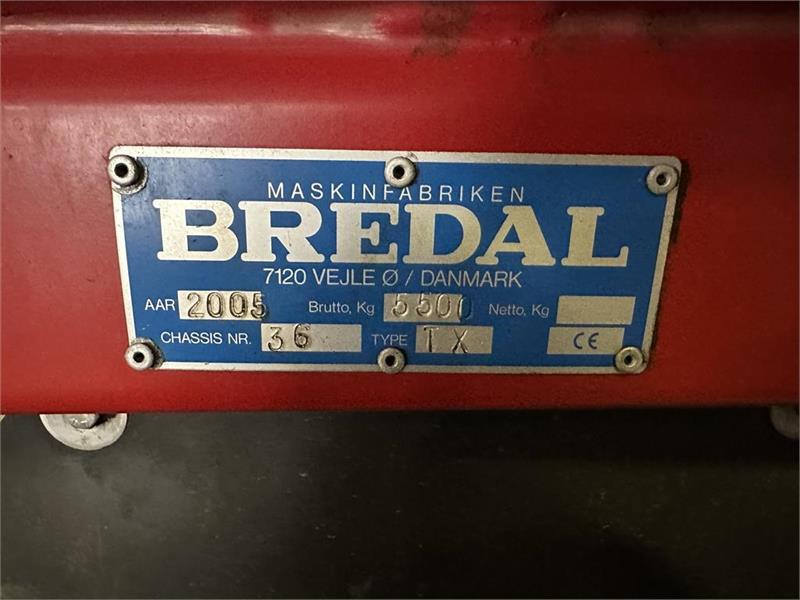 MASKINFABRIKEN
BREDAL
7120 VEJLE Ø / DANMARK
AAR 2005 Brutto, Kg 5500 Netto, Kg
CHASSIS NR. 36 TYPE TX CE